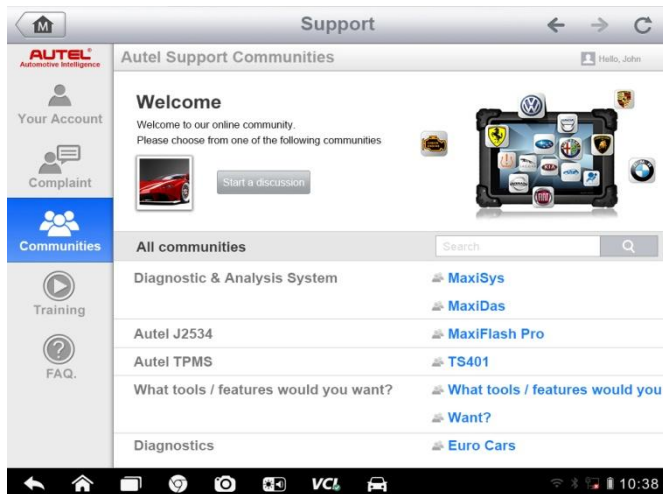 M
Support
AUTEL®
Automotive Intelligence
Autel Support Communities
Hello, John
Your Account
Complaint
Communities
Training
FAQ.
Welcome
Welcome to our online community.
Please choose from one of the following communities
Start a discussion
All communities
Search
Diagnostic & Analysis System
MaxiSys
MaxiDas
Autel J2534
MaxiFlash Pro
Autel TPMS
TS401
What tools / features would you want?
What tools / features would you
Want?
Diagnostics
Euro Cars
VCI
10:38